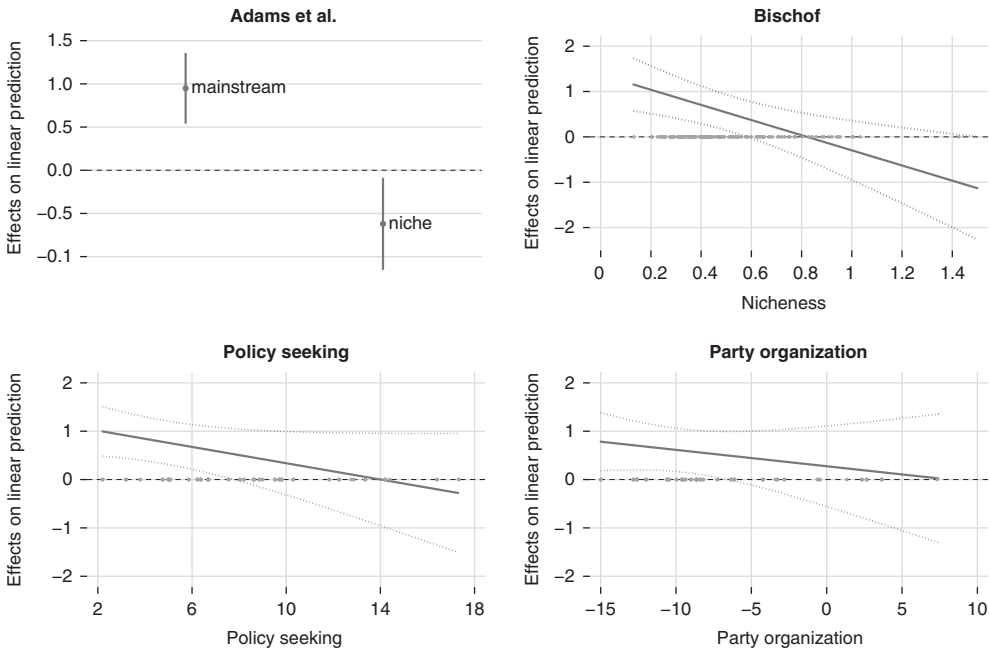 Adams et al.
Effects on linear prediction
1.5
1.0
0.5
0.0
−0.5
−0.1
mainstream
niche
Bischof
Effects on linear prediction
2
1
0
−1
−2
0 0.2 0.4 0.6 0.8 1 1.2 1.4
Nicheness
Policy seeking
Effects on linear prediction
2
1
0
−1
−2
2 6 10 14 18
Policy seeking
Party organization
Effects on linear prediction
2
1
0
−1
−2
−15 −10 −5 0 5 10
Party organization